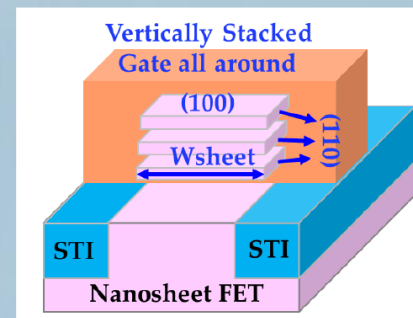 Vertically Stacked
Gate all around
(100)
(110)
Wsheet
STI
STI
Nanosheet FET